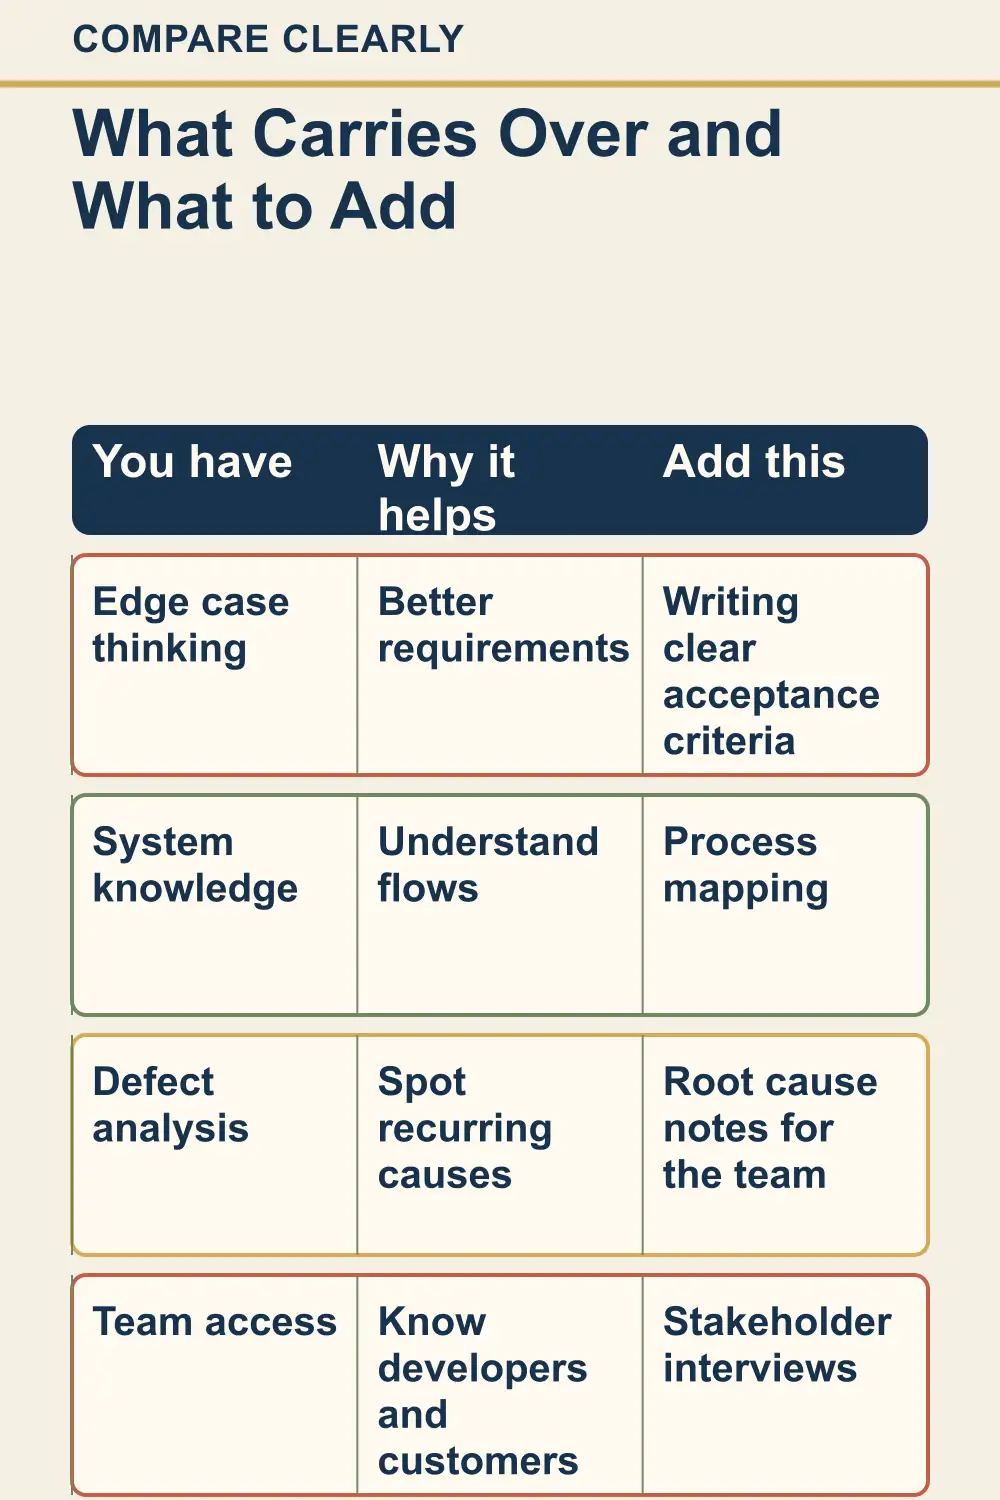 COMPARE CLEARLY
What Carries Over and
What to Add
You have
Why it
helps
Add this
Edge case
thinking
Better
requirements
Writing
clear
acceptance
criteria
System
knowledge
Understand
flows
Process
mapping
Defect
analysis
Spot
recurring
causes
Root cause
notes for
the team
Team access
Know
developers
and
customers
Stakeholder
interviews